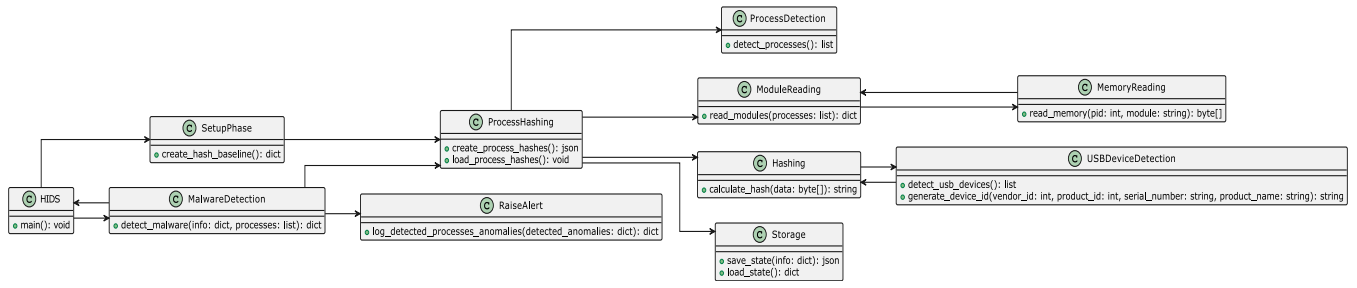 C ProcessDetection
detect_processes(): list
C ModuleReading
read_modules(processes: list): dict
C MemoryReading
read_memory(pid: int, module: string): byte[]
C SetupPhase
create_hash_baseline(): dict
C ProcessHashing
create_process_hashes(): json
load_process_hashes(): void
C Hashing
calculate_hash(data: byte[]): string
C USBDeviceDetection
detect_usb_devices(): list
generate_device_id(vendor_id: int, product_id: int, serial_number: string, product_name: string): string
C HIDS
main(): void
C MalwareDetection
detect_malware(info: dict, processes: list): dict
C RaiseAlert
log_detected_processes_anomalies(detected_anomalies: dict): dict
C Storage
save_state(info: dict): json
load_state(): dict